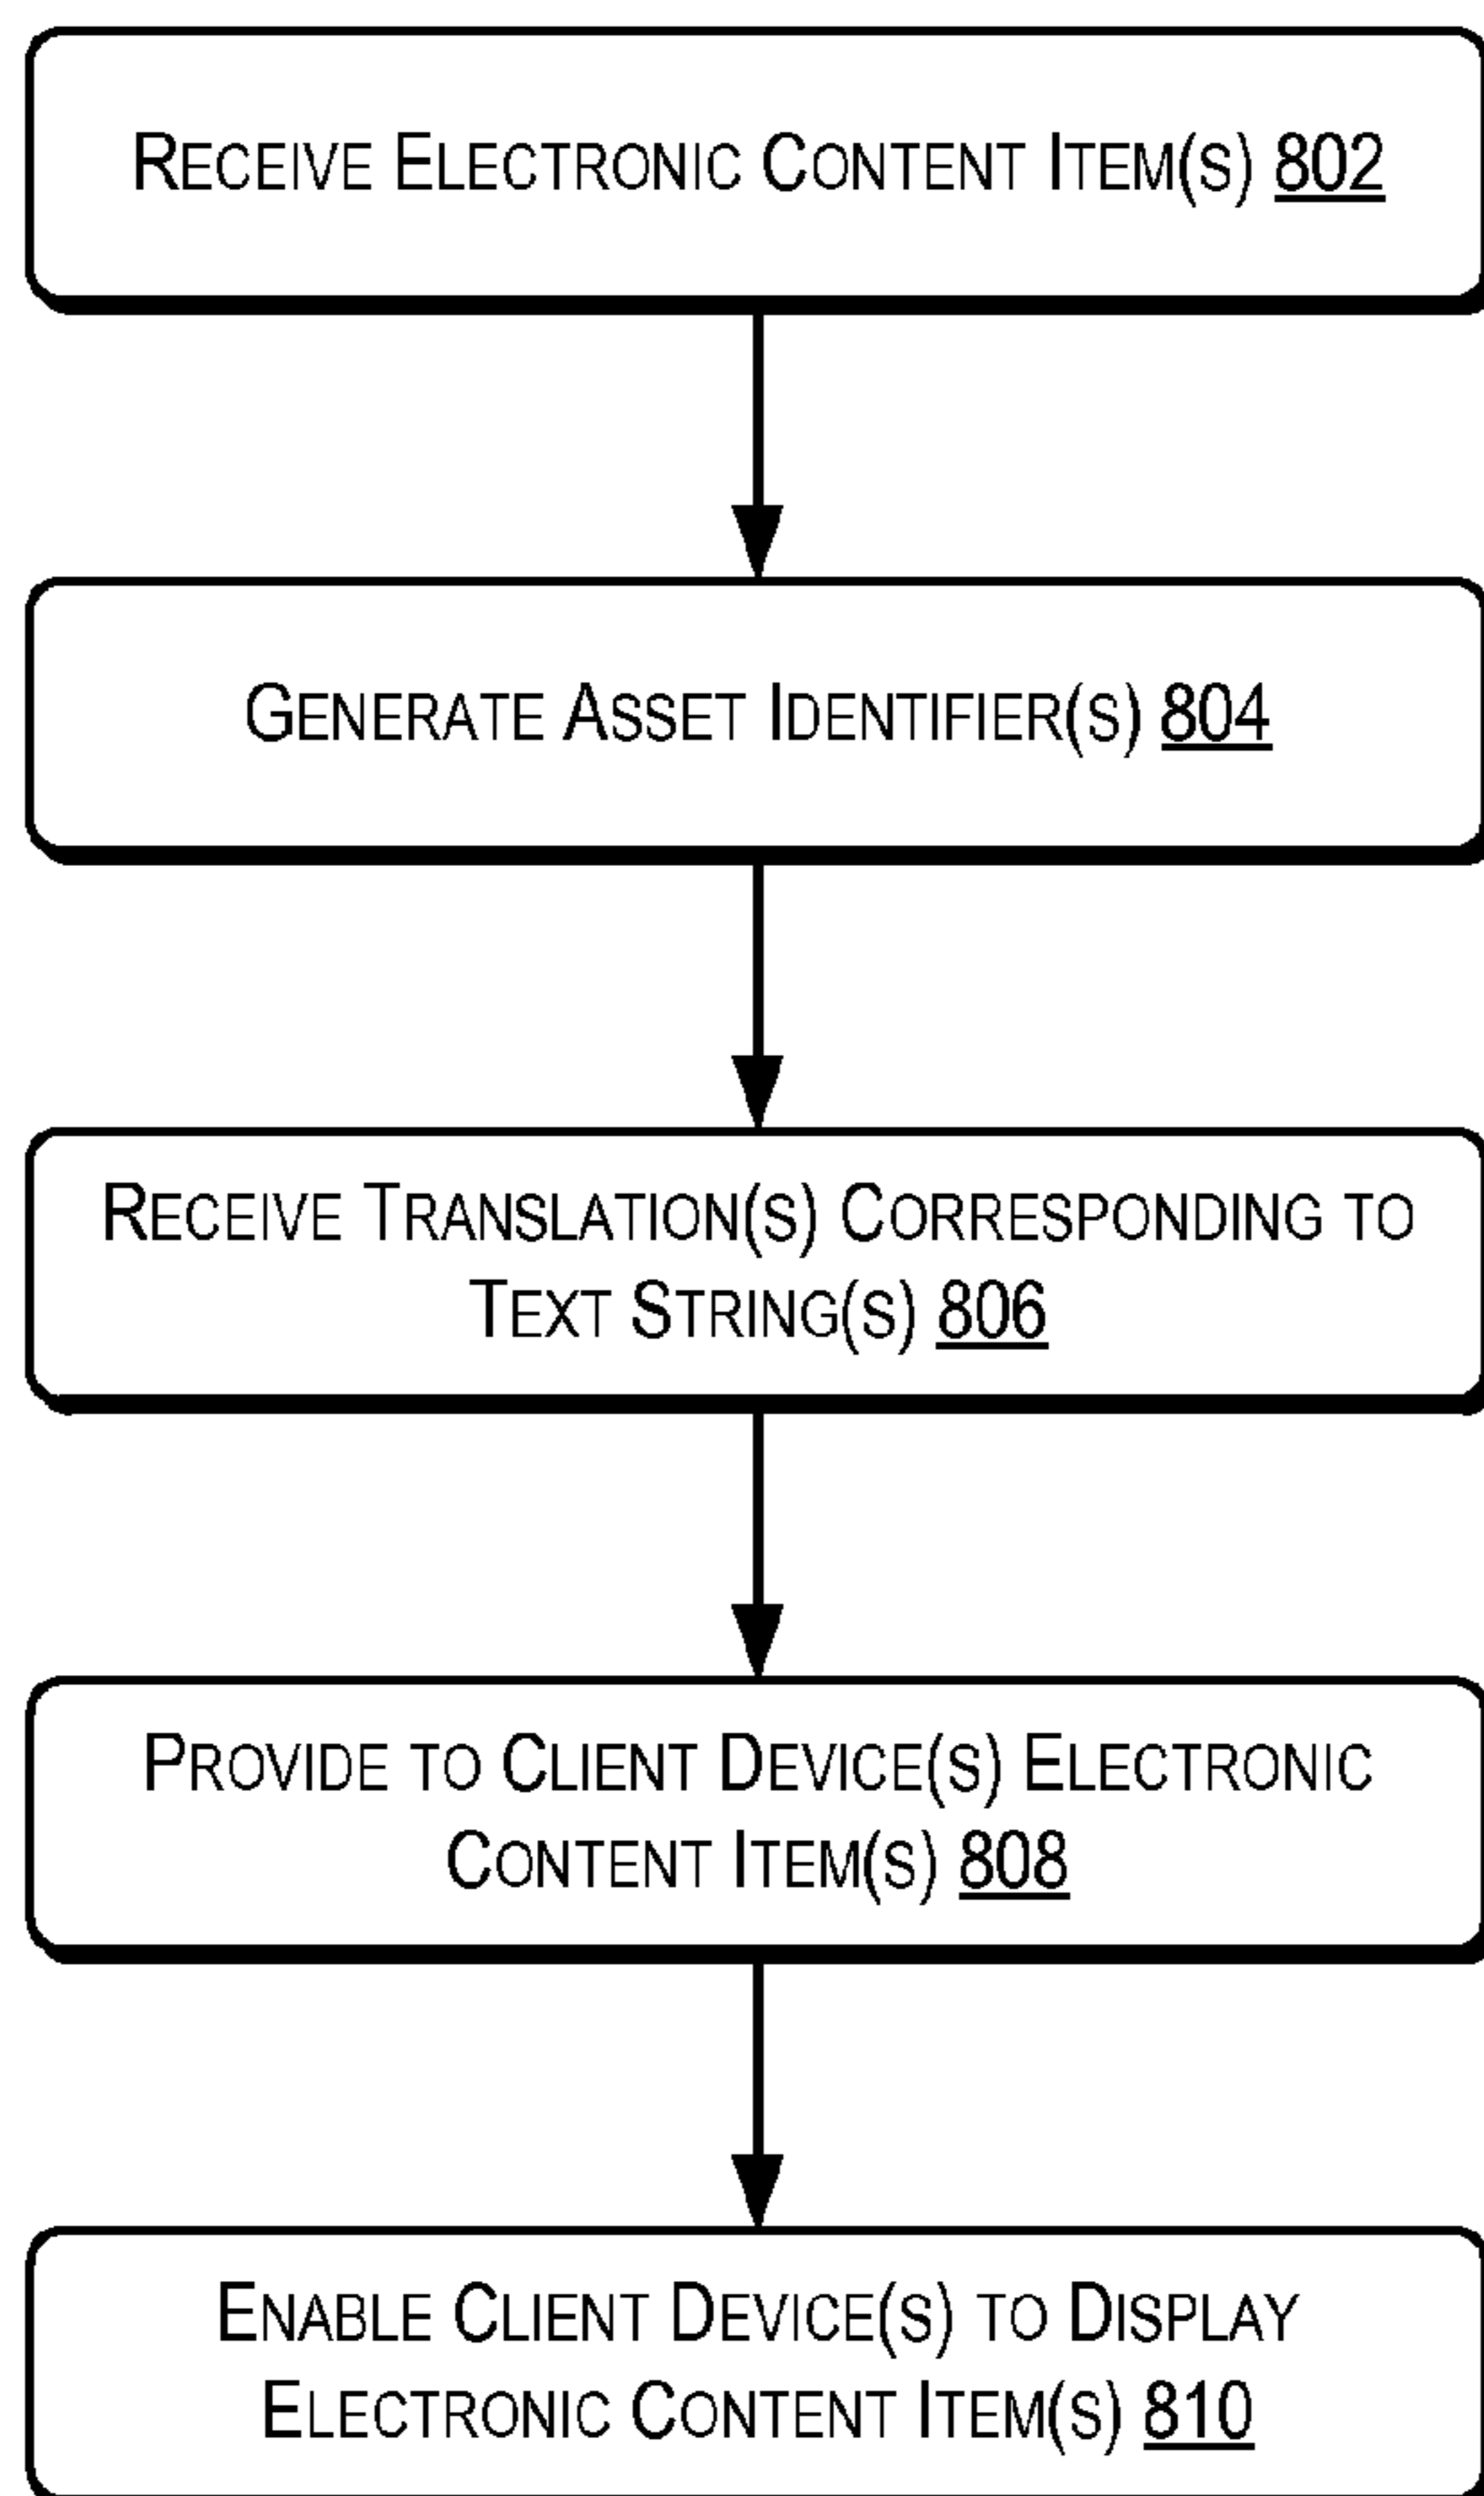 Receive Electronic Content Item(s) 802
Generate Asset Identifier(s) 804
Receive Translation(s) Corresponding to
Text String(s) 806
Provide to Client Device(s) Electronic
Content Item(s) 808
Enable Client Device(s) to Display
Electronic Content Item(s) 810